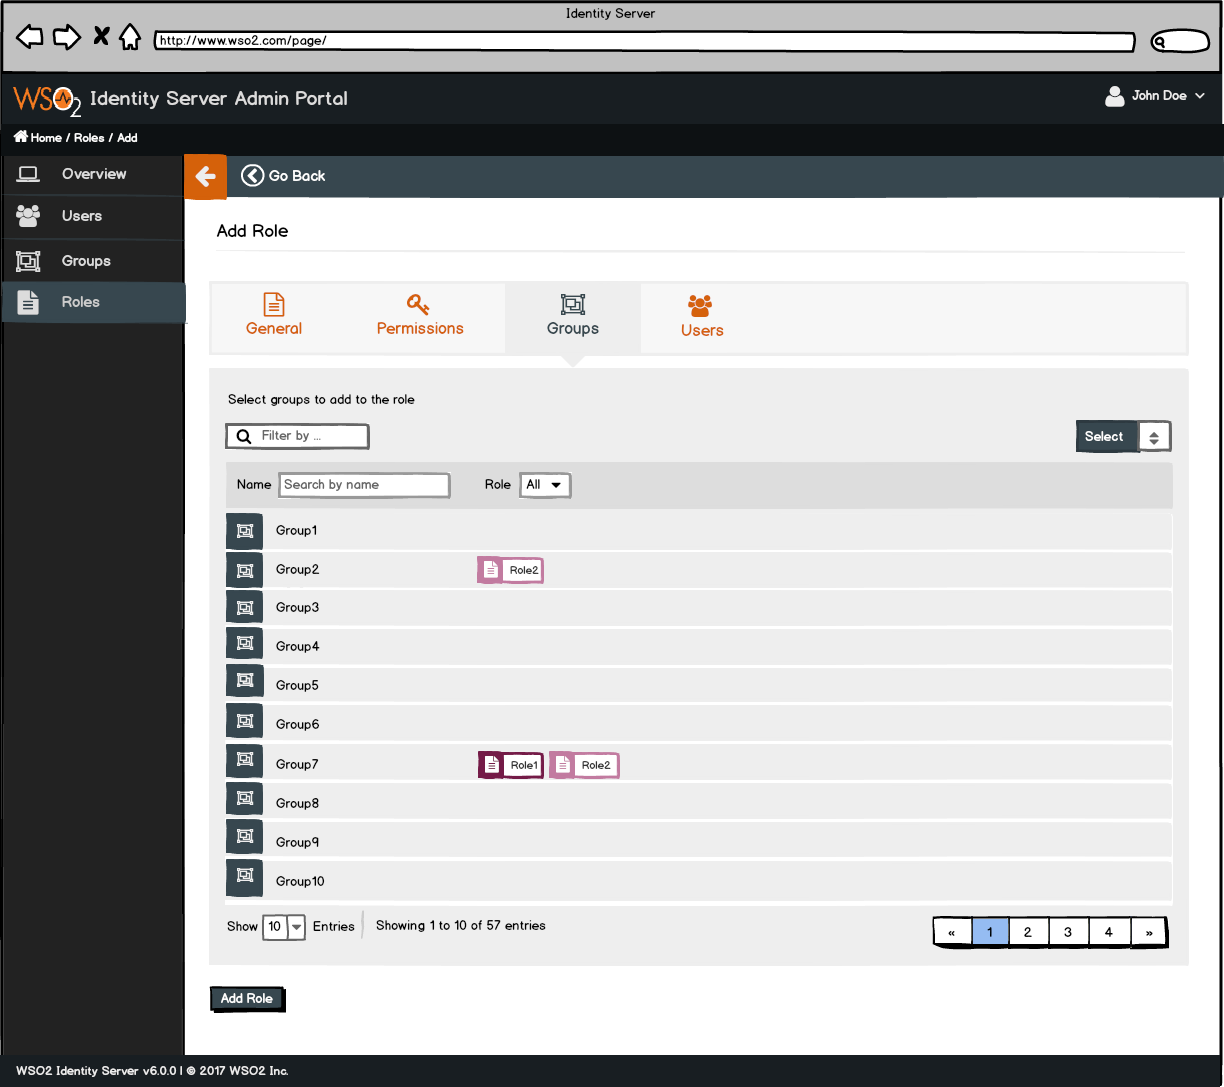 Identity Server
http://www.wso2.com/page/
WSO2 Identity Server Admin Portal
John Doe
Home / Roles / Add
Overview
Users
Groups
Roles
Go Back
Add Role
General
Permissions
Groups
Users
Select groups to add to the role
Filter by ...
Select
Name Search by name Role All
Group1
Group2 Role2
Group3
Group4
Group5
Group6
Group7 Role1 Role2
Group8
Group9
Group10
Show 10 Entries Showing 1 to 10 of 57 entries
« 1 2 3 4 »
Add Role
WSO2 Identity Server v6.0.0 | © 2017 WSO2 Inc.